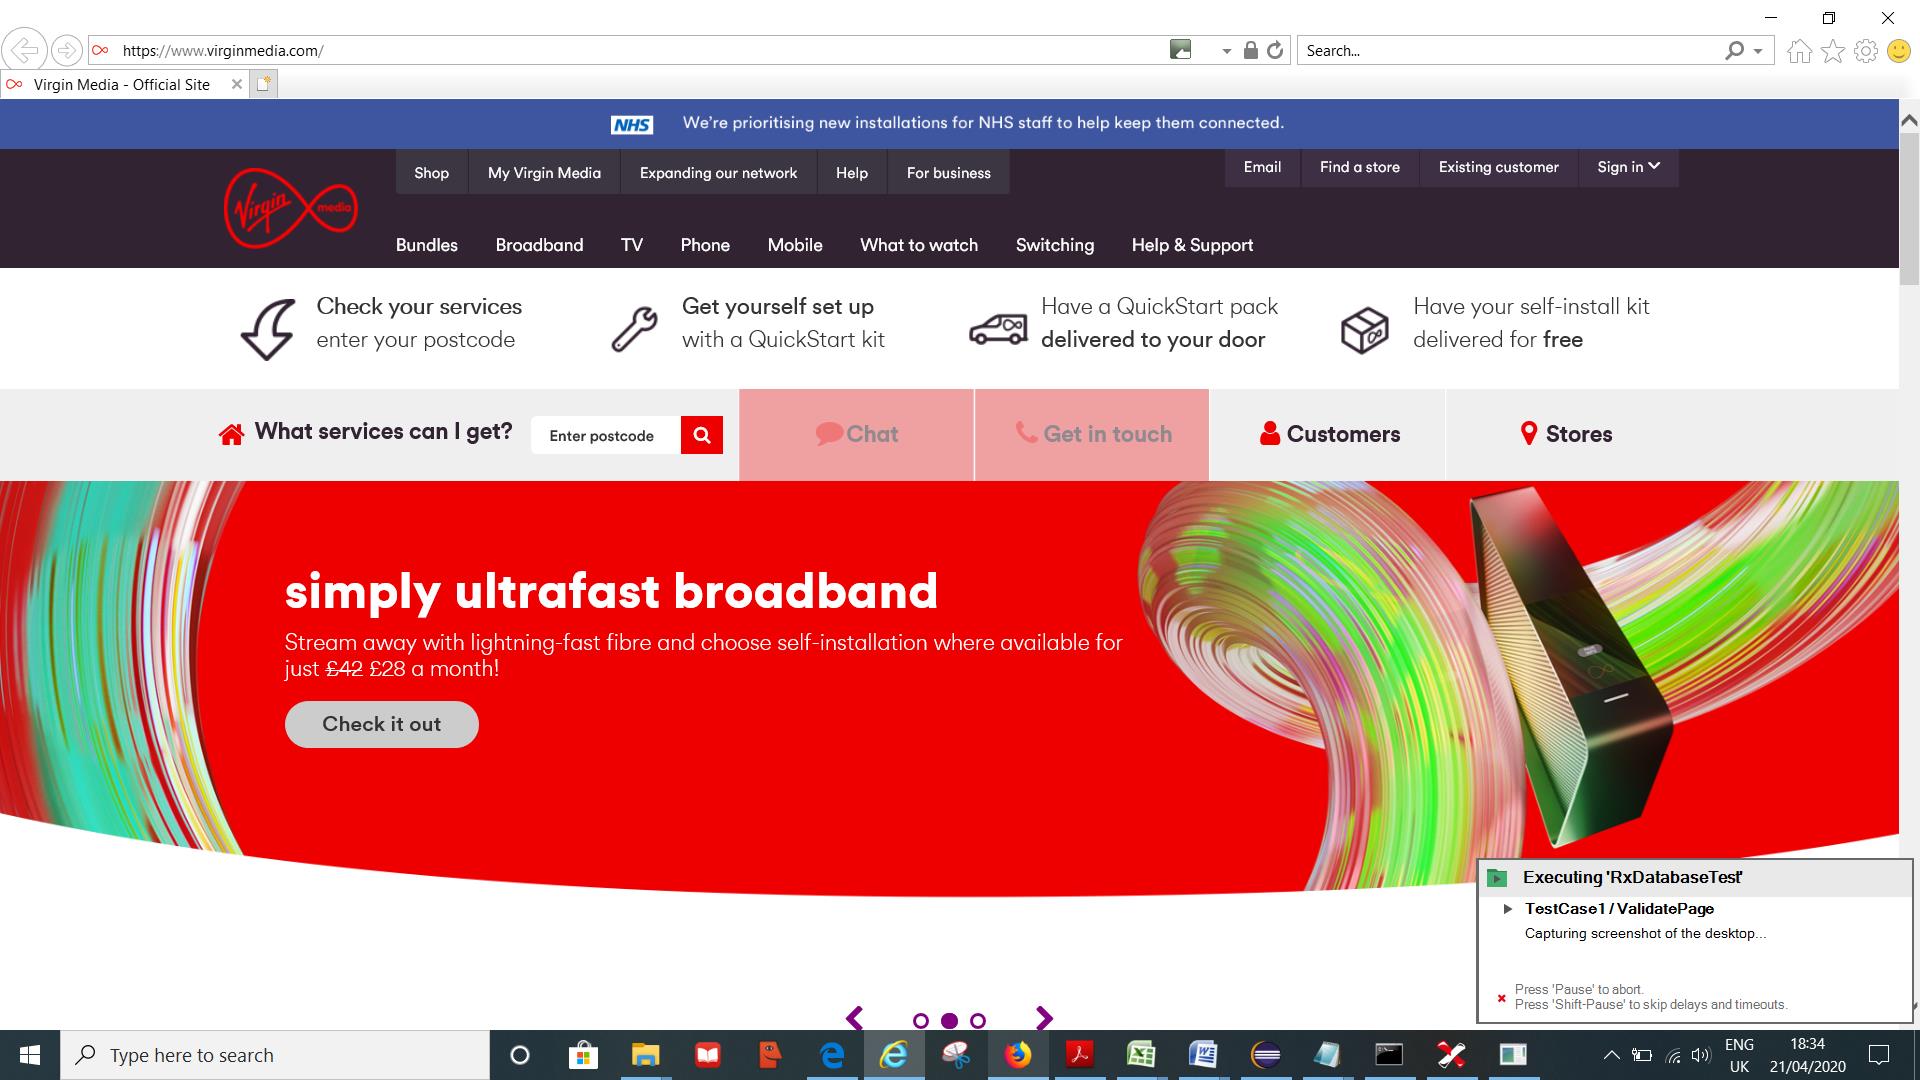 https://www.virginmedia.com/
Search...
Virgin Media - Official Site
NHS We're prioritising new installations for NHS staff to help keep them connected.
Shop My Virgin Media Expanding our network Help For business
Email Find a store Existing customer Sign in
Virgin media
Bundles Broadband TV Phone Mobile What to watch Switching Help & Support
Check your services
enter your postcode
Get yourself set up
with a QuickStart kit
Have a QuickStart pack
delivered to your door
Have your self-install kit
delivered for free
What services can I get? Enter postcode Chat Get in touch Customers Stores
simply ultrafast broadband
Stream away with lightning-fast fibre and choose self-installation where available for
just £42 £28 a month!
Check it out
Executing 'RxDatabaseTest'
TestCase1 / ValidatePage
Capturing screenshot of the desktop...
Press 'Pause' to abort.
Press 'Shift-Pause' to skip delays and timeouts.
Type here to search
ENG
UK
18:34
21/04/2020